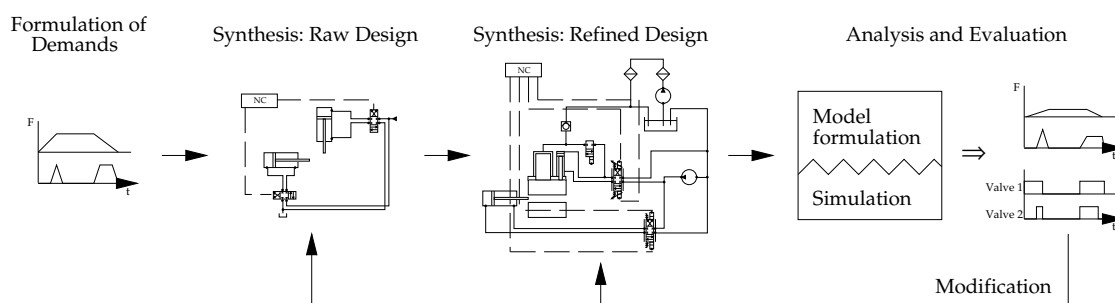 Formulation of
Demands
Synthesis: Raw Design
Synthesis: Refined Design
Analysis and Evaluation
F
t
NC
NC
Model
formulation
Simulation
⇒
F
t
Valve 1
Valve 2
t
Modification